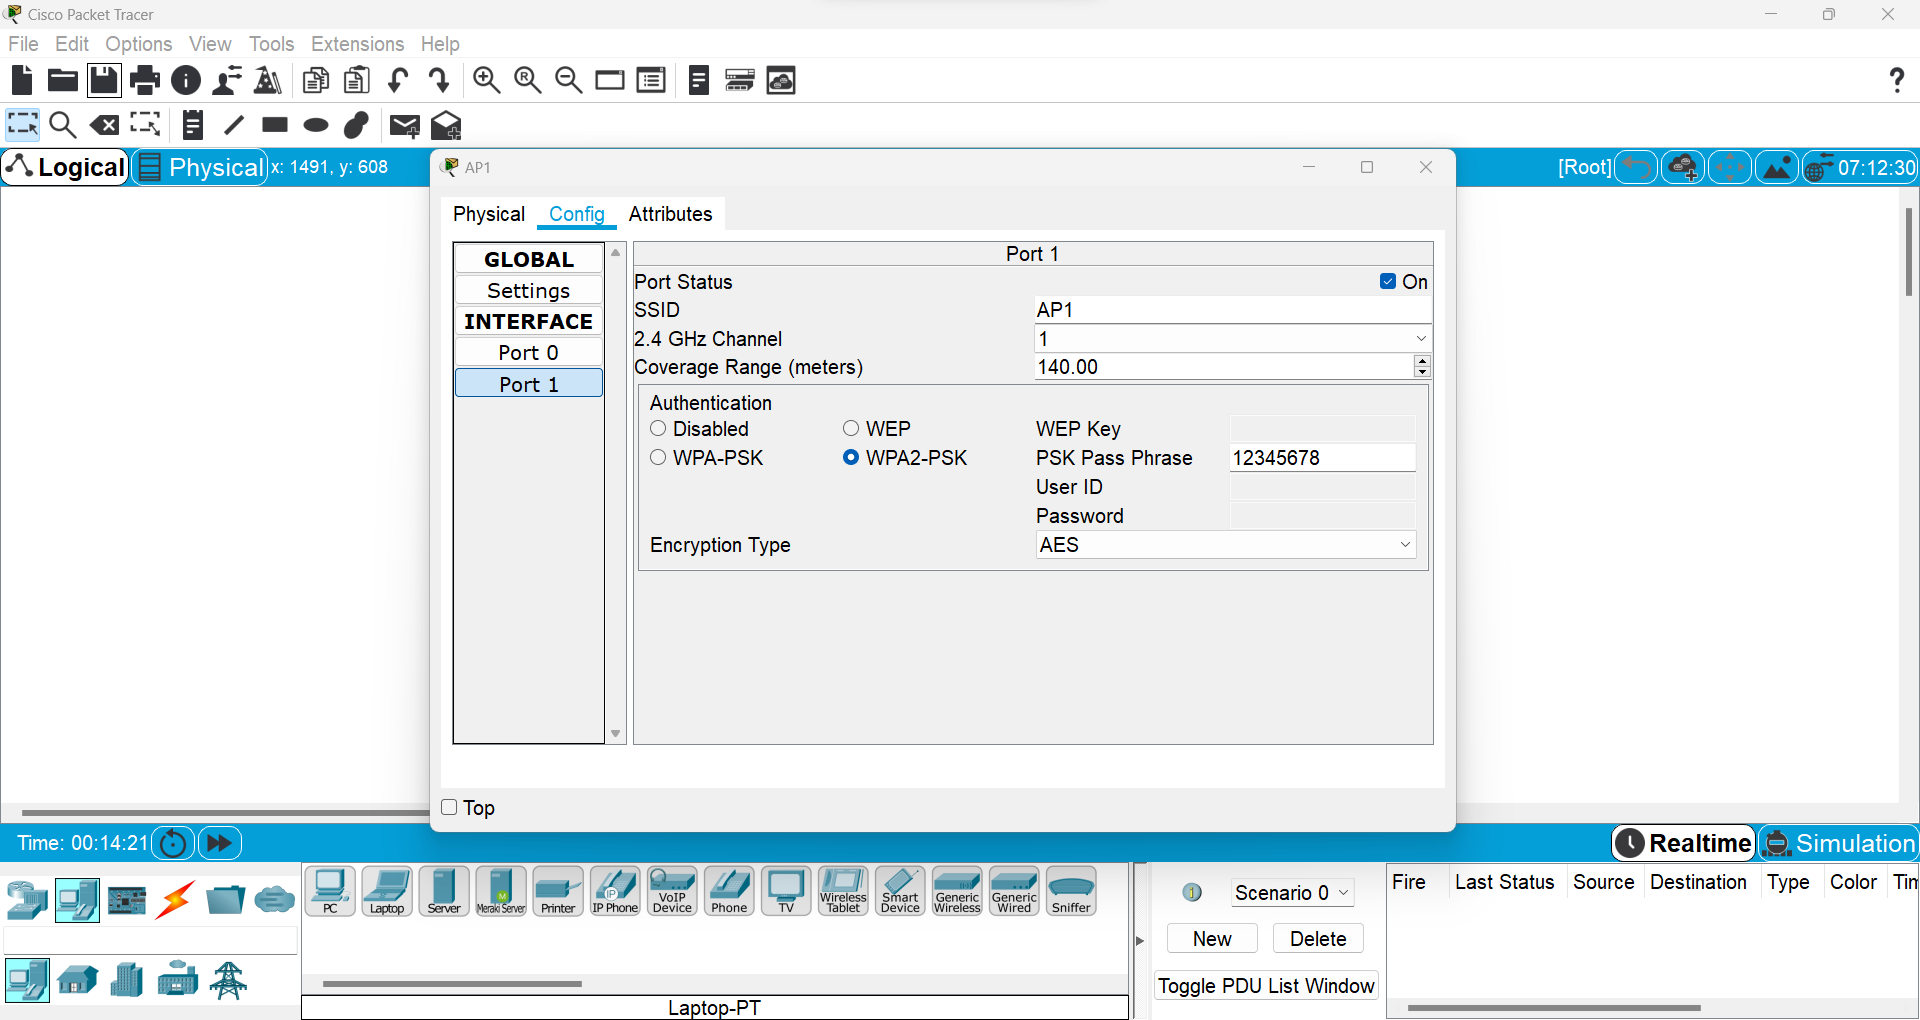 Cisco Packet Tracer
File Edit Options View Tools Extensions Help
Logical Physical x: 1491, y: 608
[Root] 07:12:30
AP1
Physical Config Attributes
GLOBAL
Settings
INTERFACE
Port 0
Port 1
Port 1
Port Status On
SSID AP1
2.4 GHz Channel 1
Coverage Range (meters) 140.00
Authentication
Disabled WEP WEP Key
WPA-PSK WPA2-PSK PSK Pass Phrase 12345678
User ID
Password
Encryption Type AES
Top
Time: 00:14:21
Realtime Simulation
PC Laptop Server Meraki Server Printer IP Phone VoIP Device Phone TV Wireless Tablet Smart Device Generic Wireless Generic Wired Sniffer
Laptop-PT
Scenario 0
New Delete
Toggle PDU List Window
Fire Last Status Source Destination Type Color Tim